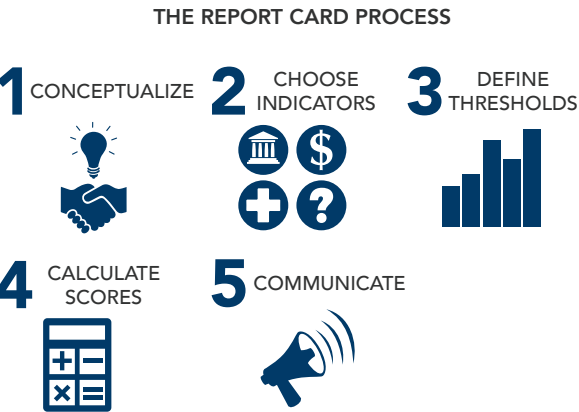 THE REPORT CARD PROCESS
1 CONCEPTUALIZE
2 CHOOSE
INDICATORS
3 DEFINE
THRESHOLDS
$
?
4 CALCULATE
SCORES
+ −
× =
5 COMMUNICATE